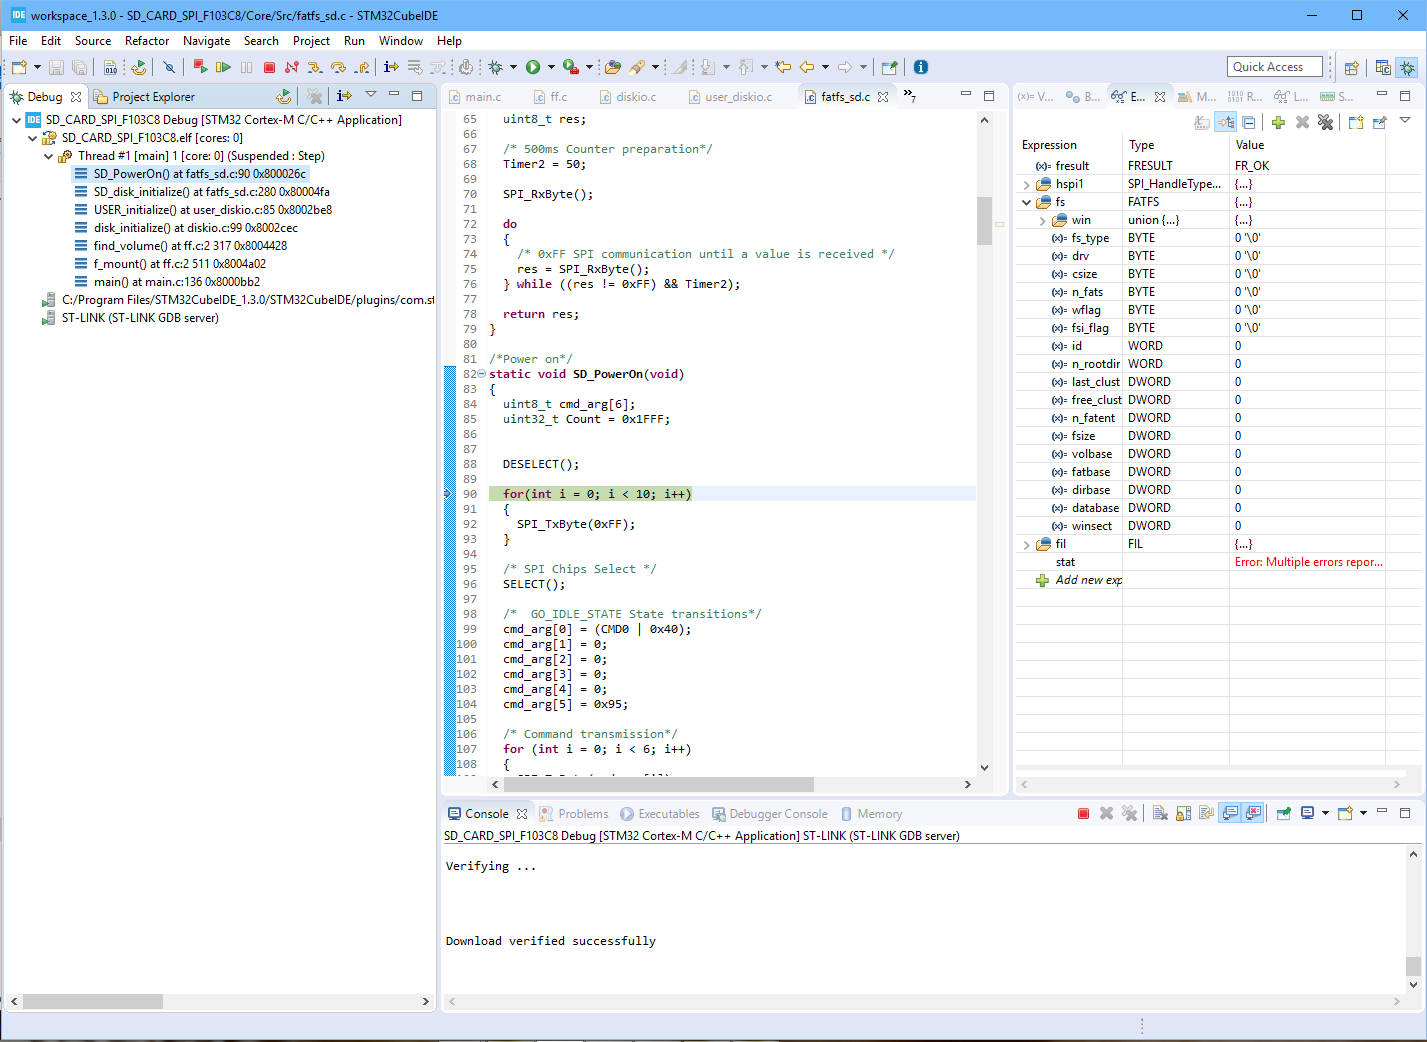 IDE workspace_1.3.0 - SD_CARD_SPI_F103C8/Core/Src/fatfs_sd.c - STM32CubeIDE
File Edit Source Refactor Navigate Search Project Run Window Help
Quick Access
Debug Project Explorer
IDE SD_CARD_SPI_F103C8 Debug [STM32 Cortex-M C/C++ Application]
SD_CARD_SPI_F103C8.elf [cores: 0]
Thread #1 [main] 1 [core: 0] (Suspended : Step)
SD_PowerOn() at fatfs_sd.c:90 0x800026c
SD_disk_initialize() at fatfs_sd.c:280 0x80004fa
USER_initialize() at user_diskio.c:85 0x8002be8
disk_initialize() at diskio.c:99 0x8002cec
find_volume() at ff.c:2 317 0x8004428
f_mount() at ff.c:2 511 0x8004a02
main() at main.c:136 0x8000bb2
C:/Program Files/STM32CubeIDE_1.3.0/STM32CubeIDE/plugins/com.st
ST-LINK (ST-LINK GDB server)
main.c ff.c diskio.c user_diskio.c fatfs_sd.c »7
65 uint8_t res;
66
67 /* 500ms Counter preparation*/
68 Timer2 = 50;
69
70 SPI_RxByte();
71
72 do
73 {
74 /* 0xFF SPI communication until a value is received */
75 res = SPI_RxByte();
76 } while ((res != 0xFF) && Timer2);
77
78 return res;
79 }
80
81 /*Power on*/
82 static void SD_PowerOn(void)
83 {
84 uint8_t cmd_arg[6];
85 uint32_t Count = 0x1FFF;
86
87
88 DESELECT();
89
90 for(int i = 0; i < 10; i++)
91 {
92 SPI_TxByte(0xFF);
93 }
94
95 /* SPI Chips Select */
96 SELECT();
97
98 /*  GO_IDLE_STATE State transitions*/
99 cmd_arg[0] = (CMD0 | 0x40);
100 cmd_arg[1] = 0;
101 cmd_arg[2] = 0;
102 cmd_arg[3] = 0;
103 cmd_arg[4] = 0;
104 cmd_arg[5] = 0x95;
105
106 /* Command transmission*/
107 for (int i = 0; i < 6; i++)
108 {
(x)= V... B... E... M... R... L... S...
Expression Type Value
(x)= fresult FRESULT FR_OK
hspi1 SPI_HandleType... {...}
fs FATFS {...}
win union {...} {...}
(x)= fs_type BYTE 0 '\0'
(x)= drv BYTE 0 '\0'
(x)= csize BYTE 0 '\0'
(x)= n_fats BYTE 0 '\0'
(x)= wflag BYTE 0 '\0'
(x)= fsi_flag BYTE 0 '\0'
(x)= id WORD 0
(x)= n_rootdir WORD 0
(x)= last_clust DWORD 0
(x)= free_clust DWORD 0
(x)= n_fatent DWORD 0
(x)= fsize DWORD 0
(x)= volbase DWORD 0
(x)= fatbase DWORD 0
(x)= dirbase DWORD 0
(x)= database DWORD 0
(x)= winsect DWORD 0
fil FIL {...}
stat Error: Multiple errors repor...
Add new exp
Console Problems Executables Debugger Console Memory
SD_CARD_SPI_F103C8 Debug [STM32 Cortex-M C/C++ Application] ST-LINK (ST-LINK GDB server)
Verifying ...
Download verified successfully